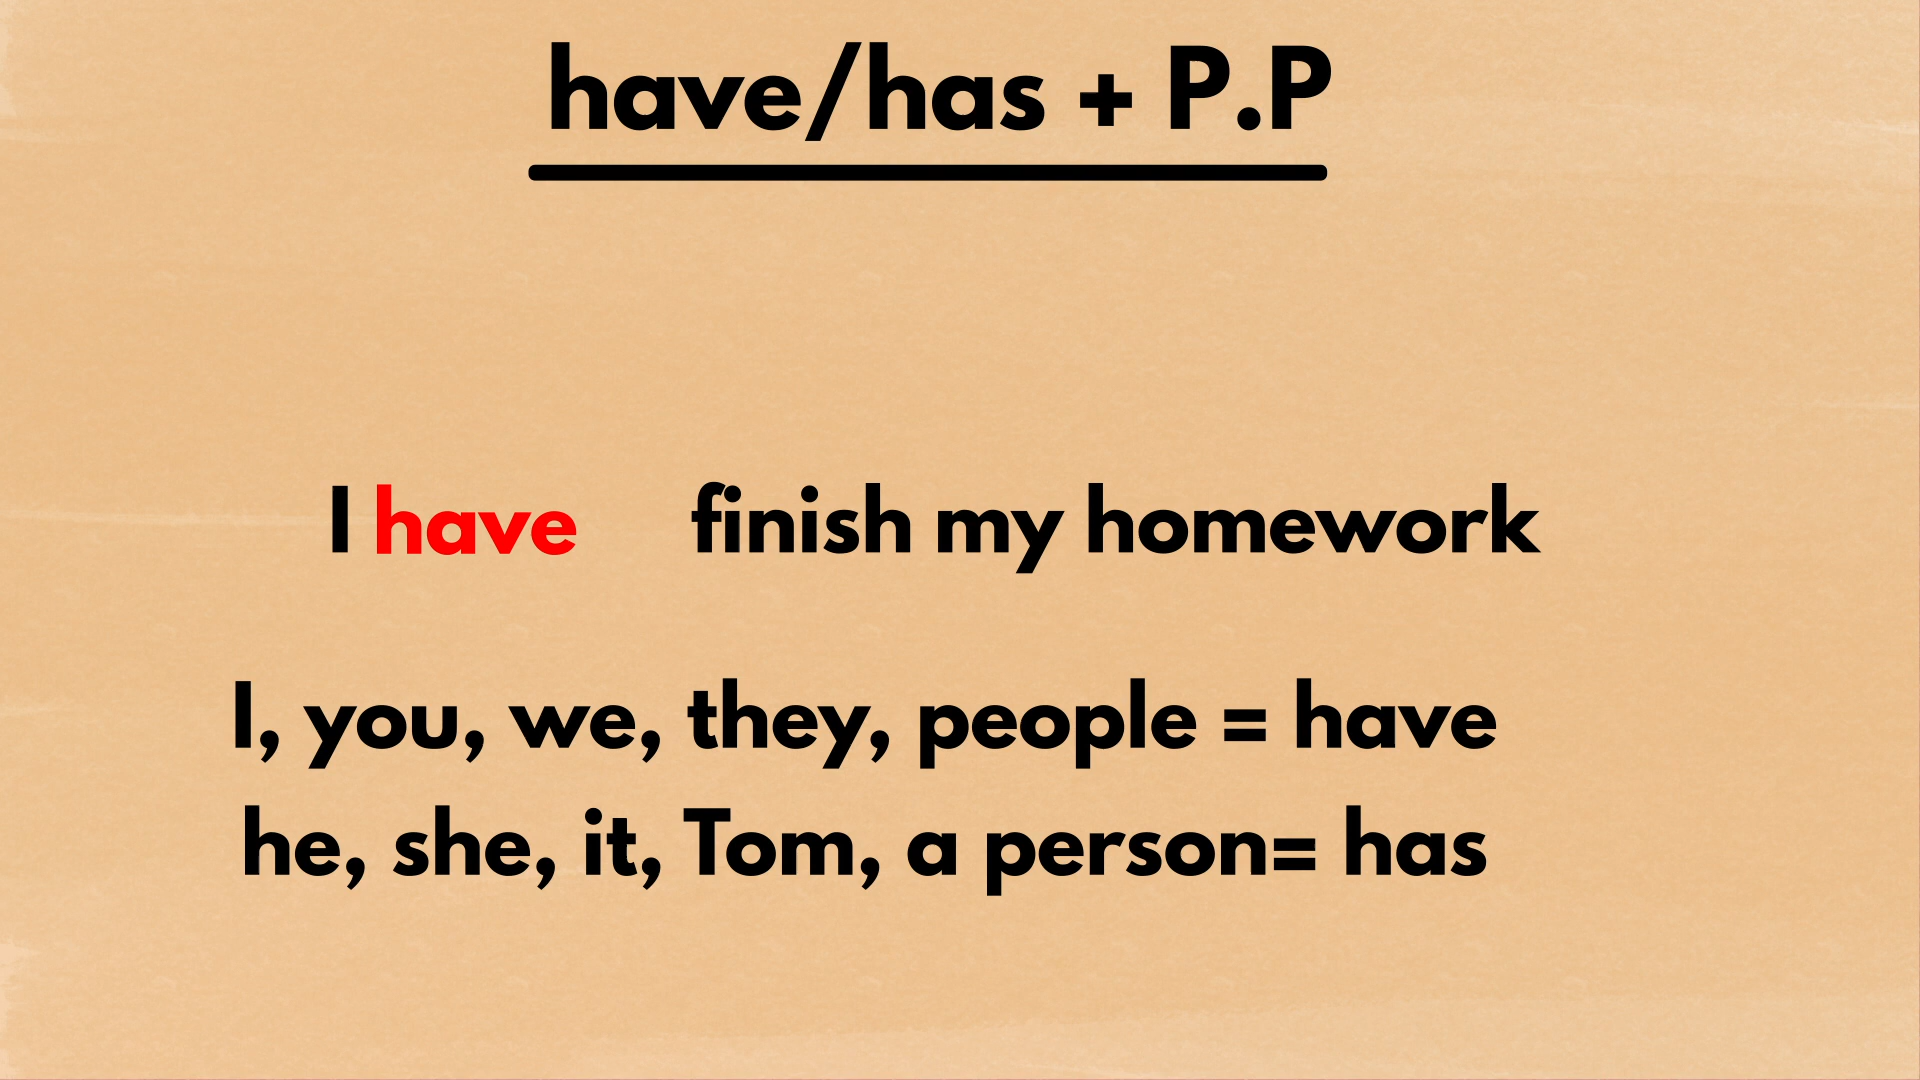 have/has + P.P
I have finish my homework
I, you, we, they, people = have
he, she, it, Tom, a person= has